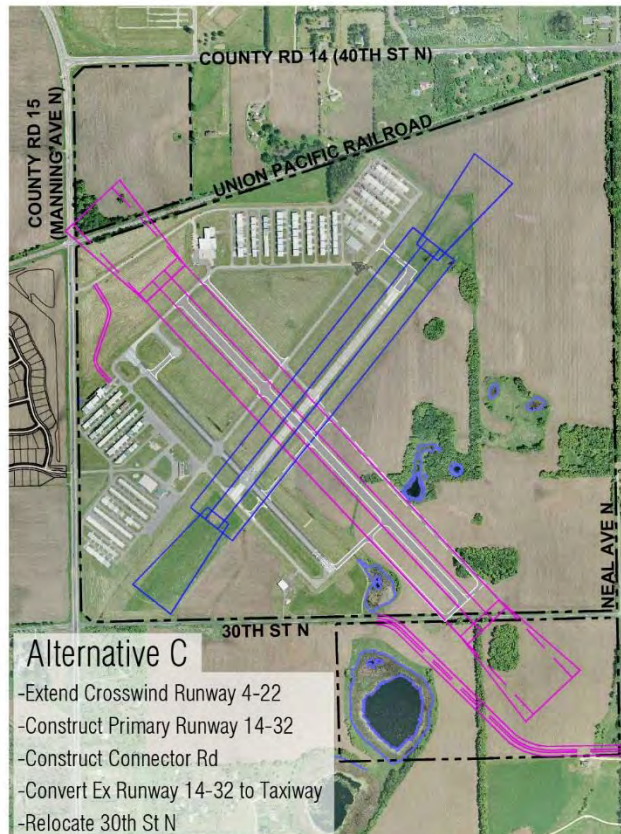 COUNTY RD 14 (40TH ST N)
COUNTY RD 15
(MANNING AVE N)
UNION PACIFIC RAILROAD
NEAL AVE N
30TH ST N
Alternative C
-Extend Crosswind Runway 4-22
-Construct Primary Runway 14-32
-Construct Connector Rd
-Convert Ex Runway 14-32 to Taxiway
-Relocate 30th St N